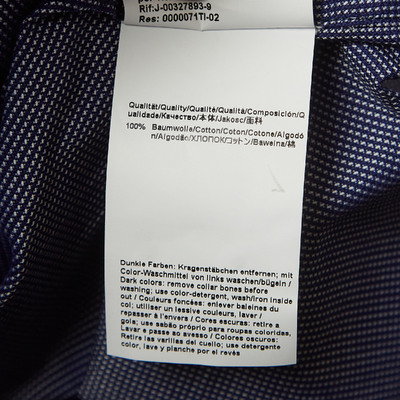 Rif:J-00327893-9
Res: 0000071TI-02
Qualität/Quality/Qualité/Qualità/Composición/Q
ualidade/Качество/本体/Jakosc/面料
100% Baumwolle/Cotton/Coton/Cotone/Algodó
n/Algodão/ХЛОПОК/コットン/Bawełna/棉
Dunkle Farben: Kragenstäbchen entfernen; mit
Color-Waschmittel von links waschen/bügeln /
Dark colors: remove collar bones before
washing; use color-detergent, wash/iron inside
out / Couleurs foncées: enlever baleines du
col; utiliser un lessive couleurs, laver /
repasser à l'envers / Cores escuras: retire a
gola; use sabão próprio para roupas coloridas,
Lave e passe ao avesso / Colores oscuros:
Retire las varillas del cuello; use detergente
color, lave y planche por el revés